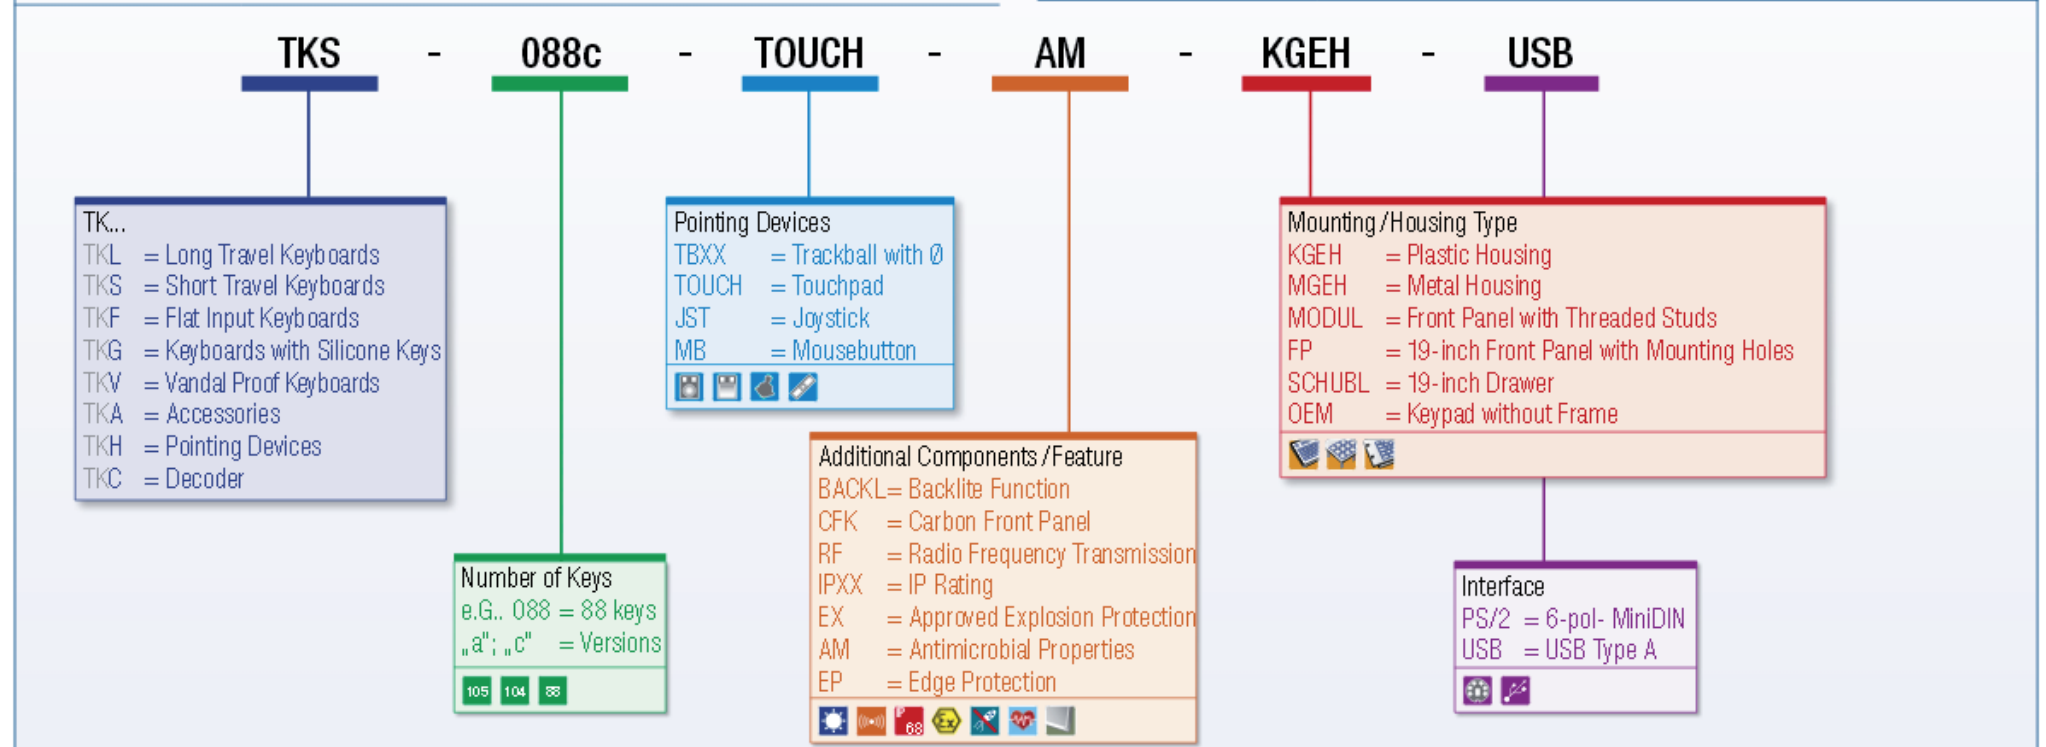 TKS - 088c - TOUCH - AM - KGEH - USB
TK...
TKL = Long Travel Keyboards
TKS = Short Travel Keyboards
TKF = Flat Input Keyboards
TKG = Keyboards with Silicone Keys
TKV = Vandal Proof Keyboards
TKA = Accessories
TKH = Pointing Devices
TKC = Decoder
Number of Keys
e.G.. 088 = 88 keys
„a"; „c" = Versions
105 104 88
Pointing Devices
TBXX = Trackball with Ø
TOUCH = Touchpad
JST = Joystick
MB = Mousebutton
Additional Components/Feature
BACKL= Backlite Function
CFK = Carbon Front Panel
RF = Radio Frequency Transmission
IPXX = IP Rating
EX = Approved Explosion Protection
AM = Antimicrobial Properties
EP = Edge Protection
IP 68 Ex
Mounting/Housing Type
KGEH = Plastic Housing
MGEH = Metal Housing
MODUL = Front Panel with Threaded Studs
FP = 19-inch Front Panel with Mounting Holes
SCHUBL = 19-inch Drawer
OEM = Keypad without Frame
Interface
PS/2 = 6-pol- MiniDIN
USB = USB Type A